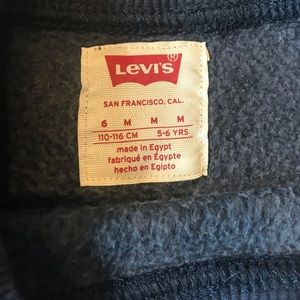 LEVI'S ®
SAN FRANCISCO, CAL.
6 M M M
110-116 CM 5-6 YRS
made in Egypt
fabriqué en Égypte
hecho en Egipto